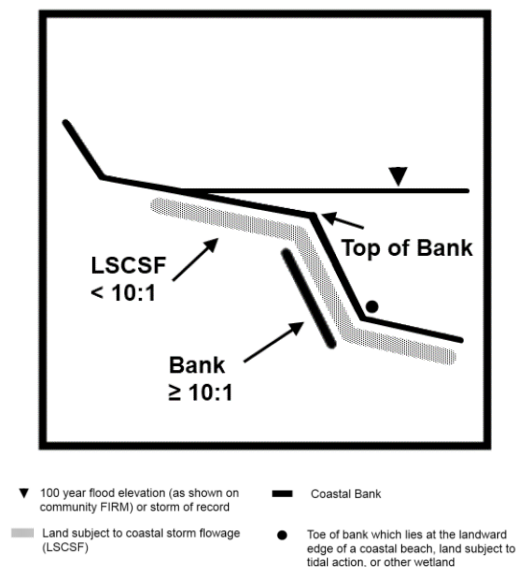 Top of Bank
LSCSF
< 10:1
Bank
≥ 10:1
100 year flood elevation (as shown on
community FIRM) or storm of record
Coastal Bank
Land subject to coastal storm flowage
(LSCSF)
Toe of bank which lies at the landward
edge of a coastal beach, land subject to
tidal action, or other wetland